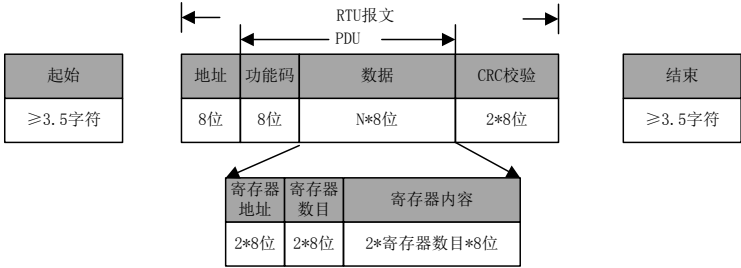 RTU报文
PDU
起始
地址 功能码 数据 CRC校验
结束
≥3.5字符
8位 8位 N*8位 2*8位
≥3.5字符
寄存器地址 寄存器数目 寄存器内容
2*8位 2*8位 2*寄存器数目*8位